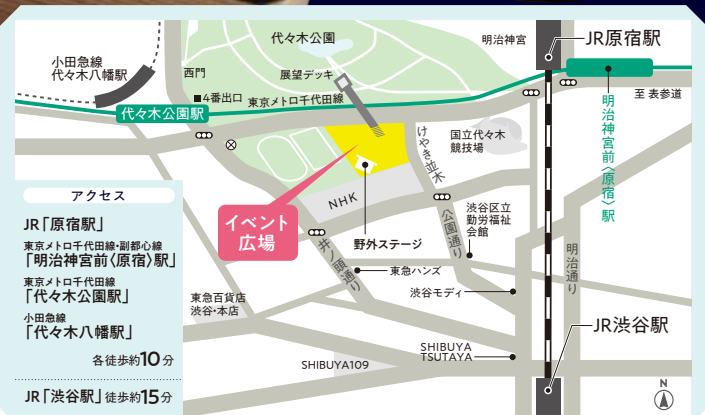 代々木公園
明治神宮
JR原宿駅
小田急線
代々木八幡駅
西門
展望デッキ
■4番出口
東京メトロ千代田線
至 表参道
代々木公園駅
明治神宮前〈原宿〉駅
けやき並木
国立代々木
競技場
アクセス
JR「原宿駅」
東京メトロ千代田線・副都心線
「明治神宮前〈原宿〉駅」
東京メトロ千代田線
「代々木公園駅」
小田急線
「代々木八幡駅」
各徒歩約10分
JR「渋谷駅」徒歩約15分
イベント
広場
NHK
野外ステージ
井ノ頭通り
公園通り
渋谷区立
勤労福祉
会館
明治通り
東急ハンズ
東急百貨店
渋谷・本店
渋谷モディ
JR渋谷駅
SHIBUYA
TSUTAYA
SHIBUYA109
N